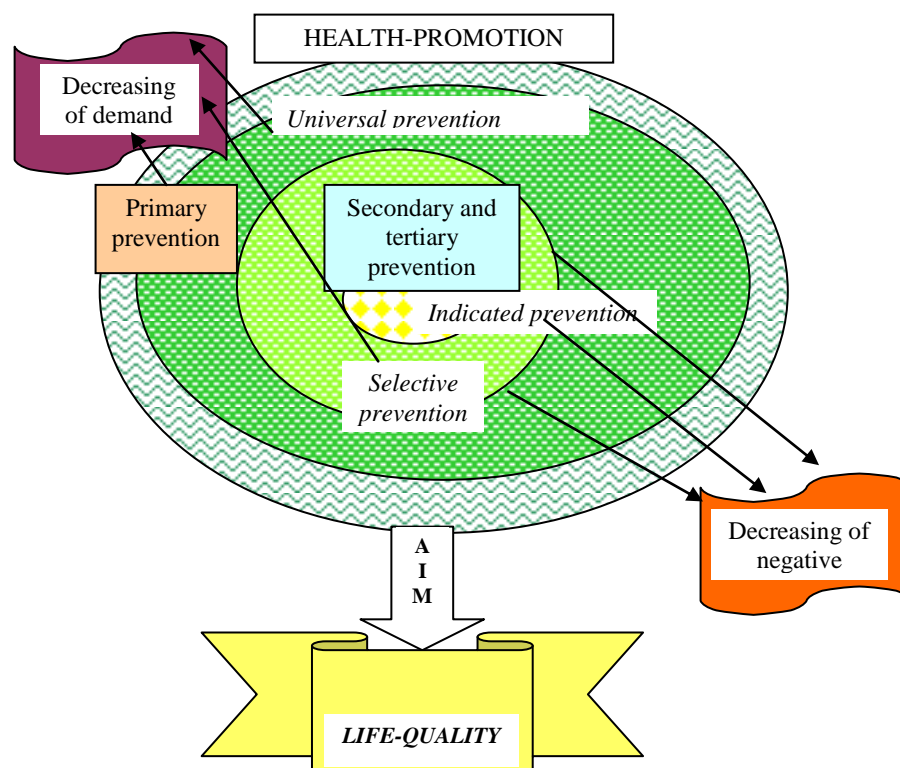 HEALTH-PROMOTION
Decreasing
of demand
Universal prevention
Primary
prevention
Secondary and
tertiary
prevention
Indicated prevention
Selective
prevention
Decreasing of
negative
A
I
M
LIFE-QUALITY